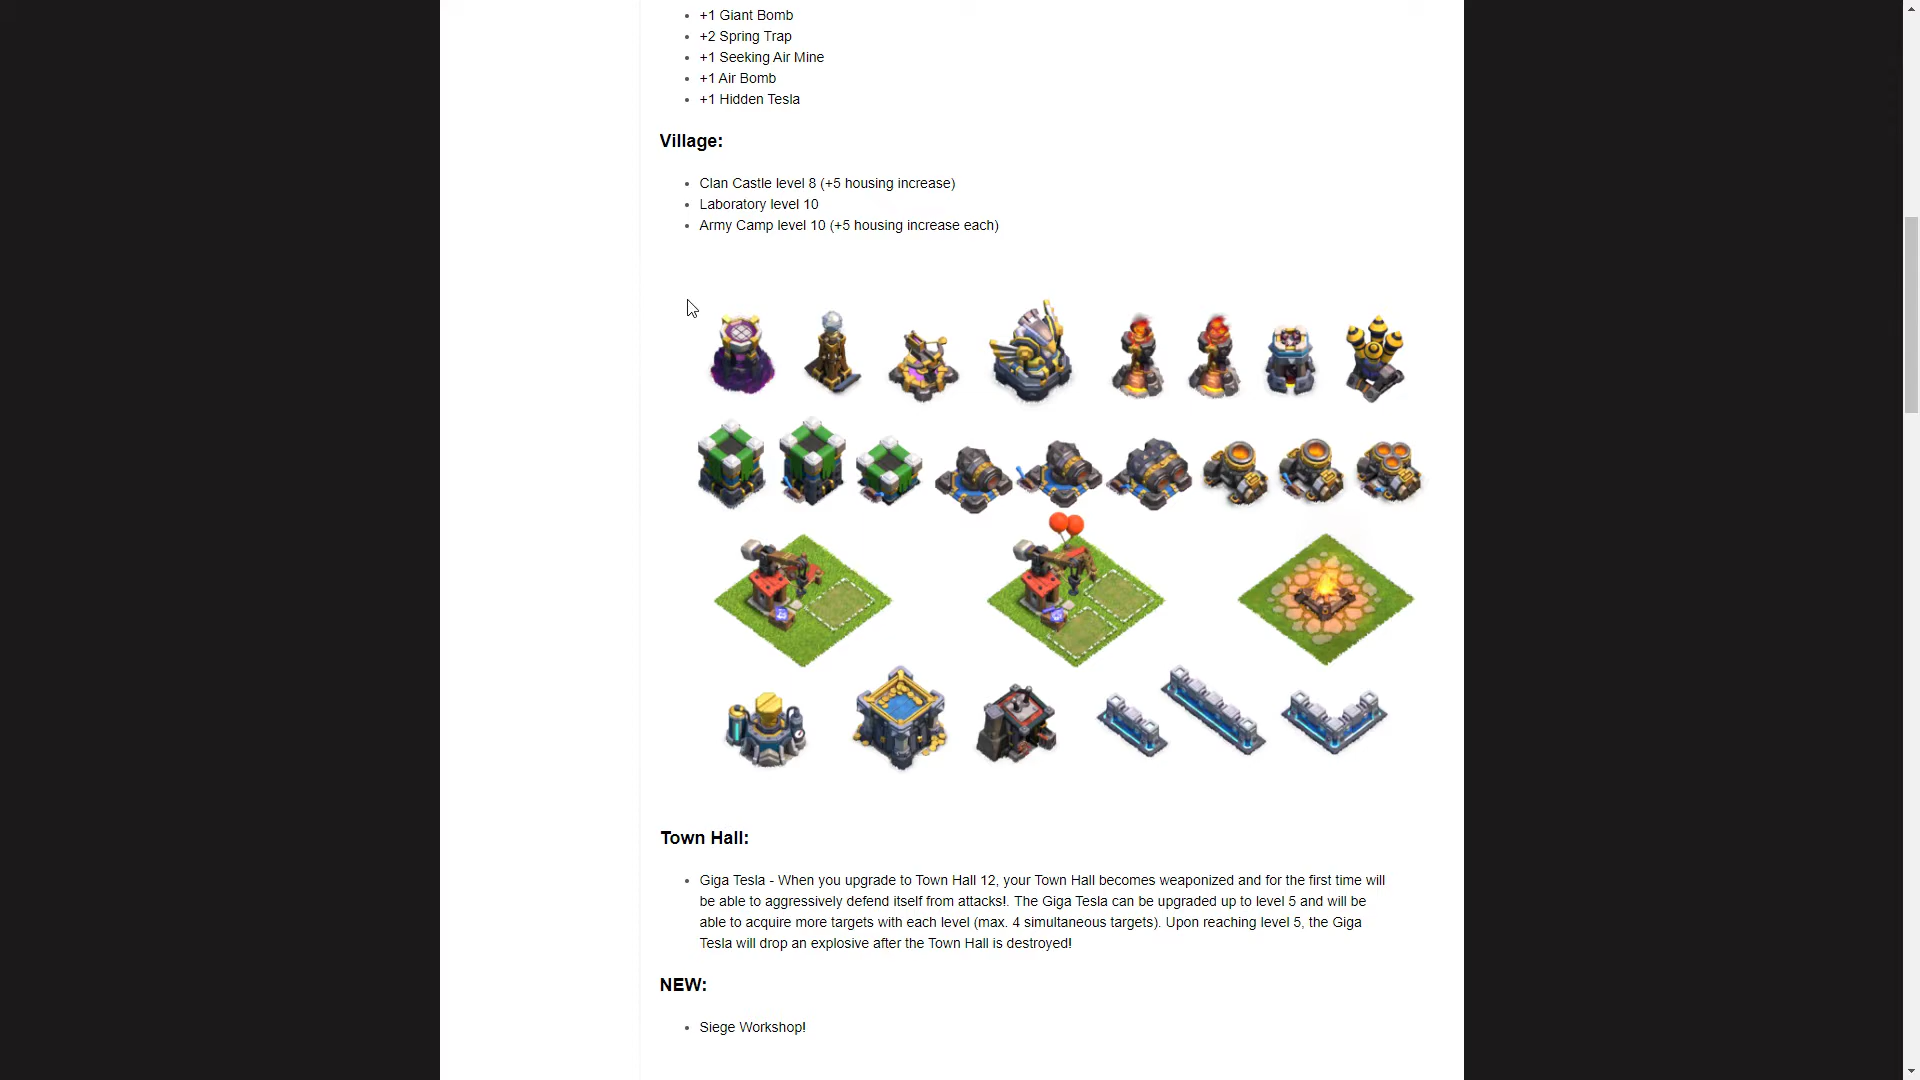 +1 Giant Bomb
+2 Spring Trap
+1 Seeking Air Mine
+1 Air Bomb
+1 Hidden Tesla
Village:
Clan Castle level 8 (+5 housing increase)
Laboratory level 10
Army Camp level 10 (+5 housing increase each)
Town Hall:
Giga Tesla - When you upgrade to Town Hall 12, your Town Hall becomes weaponized and for the first time will
be able to aggressively defend itself from attacks!. The Giga Tesla can be upgraded up to level 5 and will be
able to acquire more targets with each level (max. 4 simultaneous targets). Upon reaching level 5, the Giga
Tesla will drop an explosive after the Town Hall is destroyed!
NEW:
Siege Workshop!